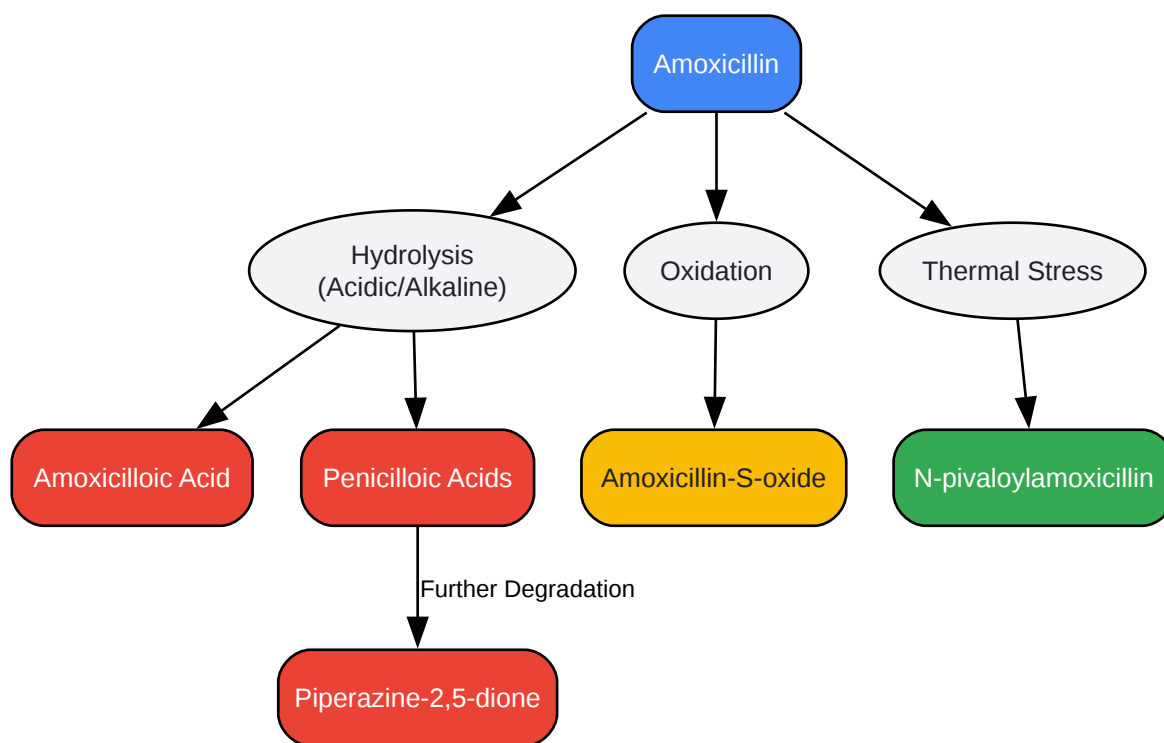 Amoxicillin
Hydrolysis
(Acidic/Alkaline)
Oxidation
Thermal Stress
Amoxicilloic Acid
Penicilloic Acids
Amoxicillin-S-oxide
N-pivaloylamoxicillin
Further Degradation
Piperazine-2,5-dione